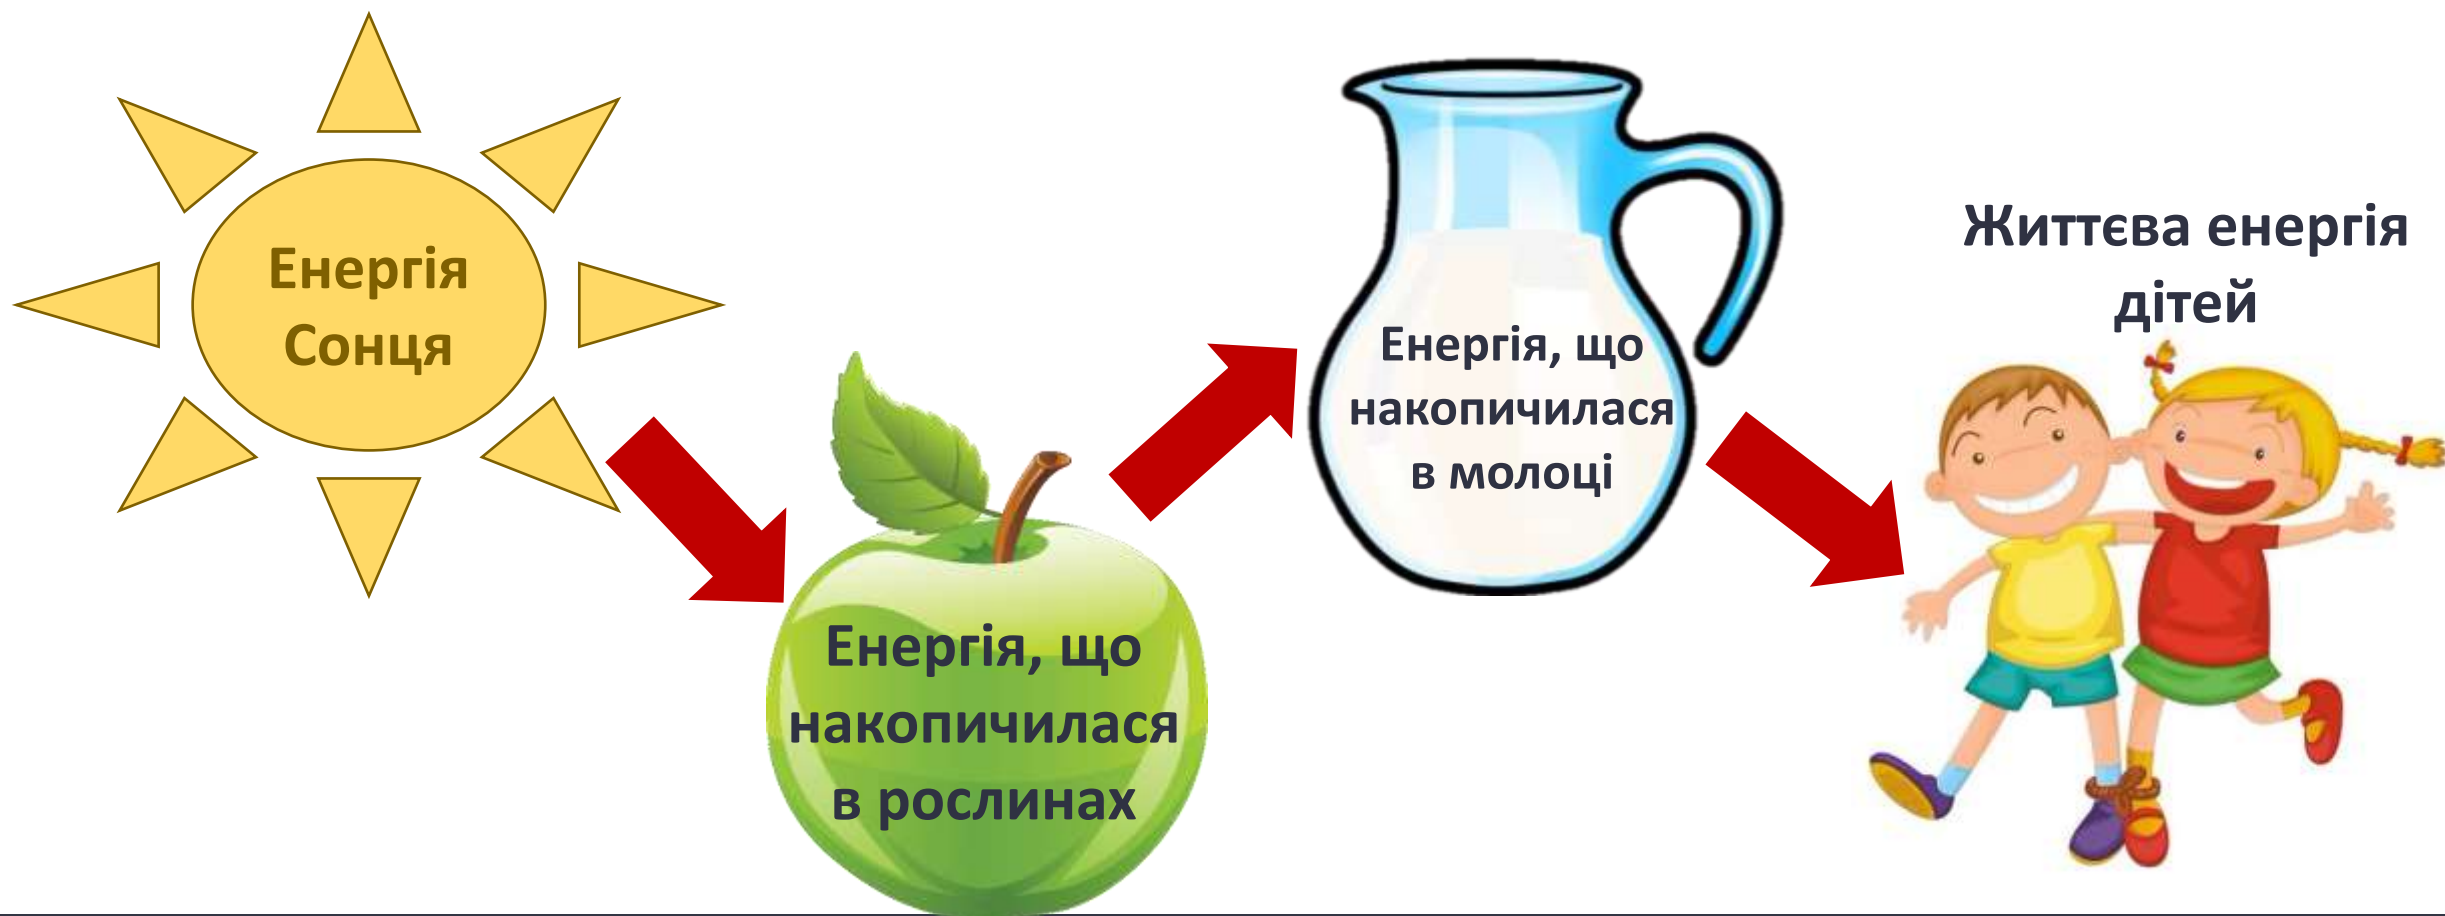 Енергія
Сонця
Енергія, що
накопичилася
в рослинах
Енергія, що
накопичилася
в молоці
Життєва енергія
дітей